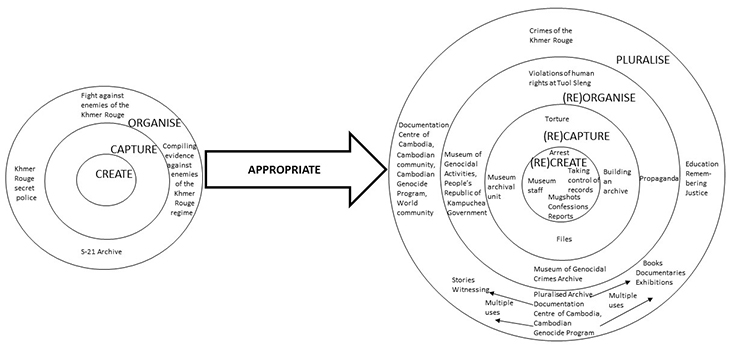 Fight against
enemies of the
Khmer Rouge
ORGANISE
CAPTURE
CREATE
Khmer
Rouge
secret
police
Compiling
evidence
against
enemies
of the
Khmer
Rouge
regime
S-21 Archive
APPROPRIATE
Crimes of the
Khmer Rouge
PLURALISE
Violations of human
rights at Tuol Sleng
(RE)ORGANISE
Torture
(RE)CAPTURE
Arrest
(RE)CREATE
Documentation
Centre of
Cambodia,
Cambodian
community,
Cambodian
Genocide
Program,
World
community
Museum of
Genocidal
Activities,
People's
Republic of
Kampuchea
Government
Museum
archival
unit
Museum
staff
Taking
control of
records
Mugshots
Confessions
Reports
Building
an
archive
Propaganda
Education
Remem-
bering
Justice
Files
Museum of Genocidal
Crimes Archive
Stories
Witnessing
Multiple
uses
Pluralised Archive
Documentation
Centre of Cambodia,
Cambodian
Genocide Program
Multiple
uses
Books
Documentaries
Exhibitions